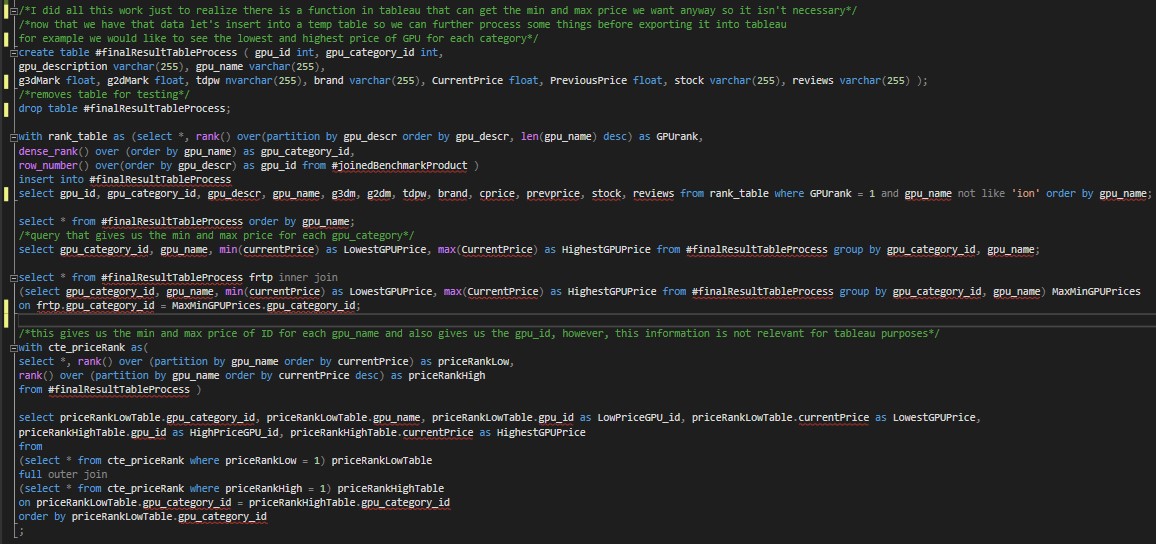 /*I did all this work just to realize there is a function in tableau that can get the min and max price we want anyway so it isn't necessary*/
/*now that we have that data let's insert into a temp table so we can further process some things before exporting it into tableau
for example we would like to see the lowest and highest price of GPU for each category*/
create table #finalResultTableProcess ( gpu_id int, gpu_category_id int,
gpu_description varchar(255), gpu_name varchar(255),
g3dMark float, g2dMark float, tdpw nvarchar(255), brand varchar(255), CurrentPrice float, PreviousPrice float, stock varchar(255), reviews varchar(255) );
/*removes table for testing*/
drop table #finalResultTableProcess;
with rank_table as (select *, rank() over(partition by gpu_descr order by gpu_descr, len(gpu_name) desc) as GPUrank,
dense_rank() over (order by gpu_name) as gpu_category_id,
row_number() over(order by gpu_descr) as gpu_id from #joinedBenchmarkProduct )
insert into #finalResultTableProcess
select gpu_id, gpu_category_id, gpu_descr, gpu_name, g3dm, g2dm, tdpw, brand, cprice, prevprice, stock, reviews from rank_table where GPUrank = 1 and gpu_name not like 'ion' order by gpu_name;
select * from #finalResultTableProcess order by gpu_name;
/*query that gives us the min and max price for each gpu_category*/
select gpu_category_id, gpu_name, min(currentPrice) as LowestGPUPrice, max(CurrentPrice) as HighestGPUPrice from #finalResultTableProcess group by gpu_category_id, gpu_name;
select * from #finalResultTableProcess frtp inner join
(select gpu_category_id, gpu_name, min(currentPrice) as LowestGPUPrice, max(CurrentPrice) as HighestGPUPrice from #finalResultTableProcess group by gpu_category_id, gpu_name) MaxMinGPUPrices
on frtp.gpu_category_id = MaxMinGPUPrices.gpu_category_id;
/*this gives us the min and max price of ID for each gpu_name and also gives us the gpu_id, however, this information is not relevant for tableau purposes*/
with cte_priceRank as(
select *, rank() over (partition by gpu_name order by currentPrice) as priceRankLow,
rank() over (partition by gpu_name order by currentPrice desc) as priceRankHigh
from #finalResultTableProcess )
select priceRankLowTable.gpu_category_id, priceRankLowTable.gpu_name, priceRankLowTable.gpu_id as LowPriceGPU_id, priceRankLowTable.currentPrice as LowestGPUPrice,
priceRankHighTable.gpu_id as HighPriceGPU_id, priceRankHighTable.currentPrice as HighestGPUPrice
from
(select * from cte_priceRank where priceRankLow = 1) priceRankLowTable
full outer join
(select * from cte_priceRank where priceRankHigh = 1) priceRankHighTable
on priceRankLowTable.gpu_category_id = priceRankHighTable.gpu_category_id
order by priceRankLowTable.gpu_category_id
;